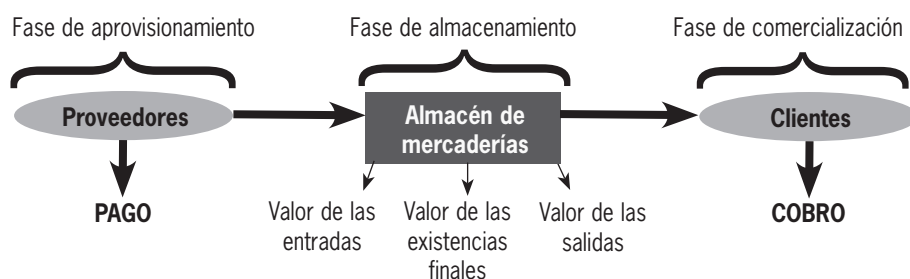 Fase de aprovisionamiento
Fase de almacenamiento
Fase de comercialización
Proveedores
Almacén de
mercaderías
Clientes
PAGO
Valor de las
entradas
Valor de las
existencias
finales
Valor de las
salidas
COBRO